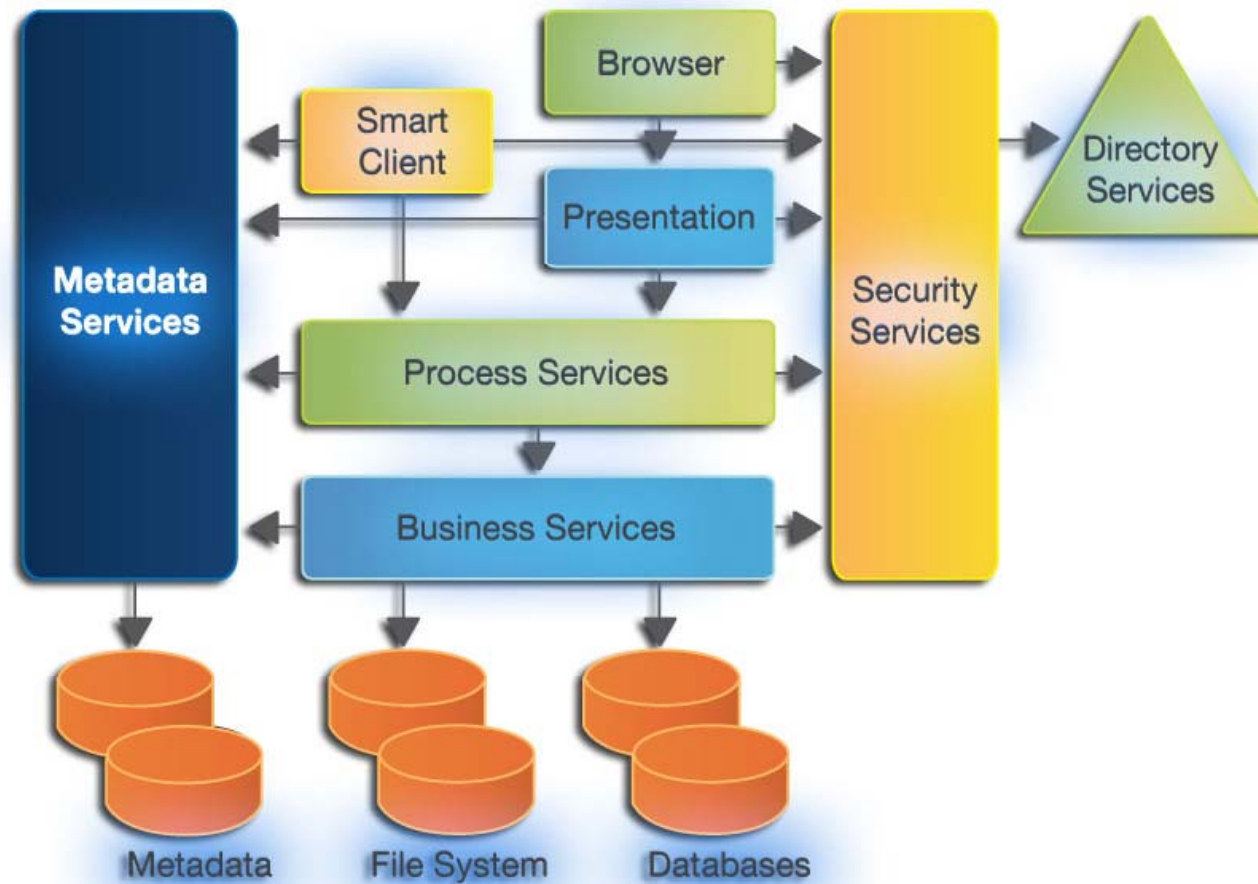 Browser
Smart
Client
Directory
Services
Presentation
Metadata
Services
Security
Services
Process Services
Business Services
Metadata
File System
Databases